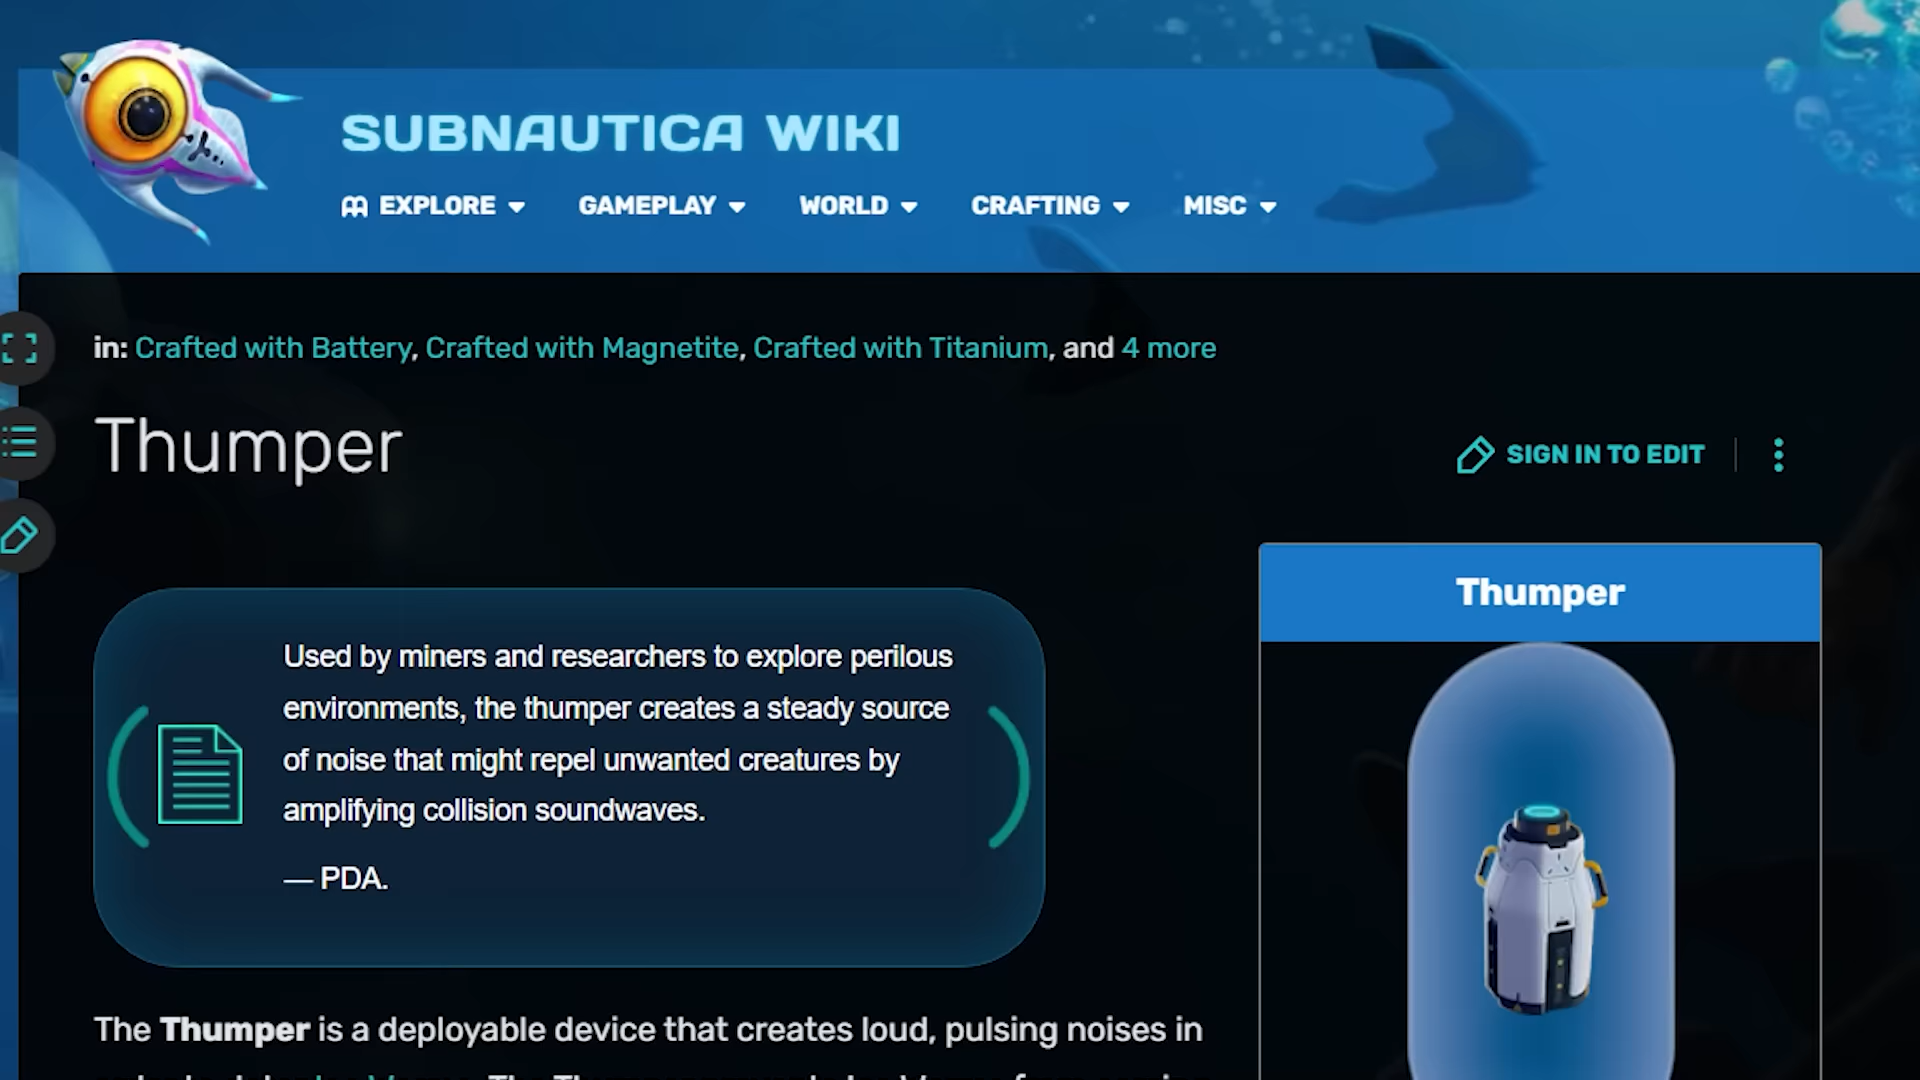 SUBNAUTICA WIKI
EXPLORE GAMEPLAY WORLD CRAFTING MISC
in: Crafted with Battery, Crafted with Magnetite, Crafted with Titanium, and 4 more
Thumper
SIGN IN TO EDIT
Thumper
Used by miners and researchers to explore perilous
environments, the thumper creates a steady source
of noise that might repel unwanted creatures by
amplifying collision soundwaves.
— PDA.
The Thumper is a deployable device that creates loud, pulsing noises in